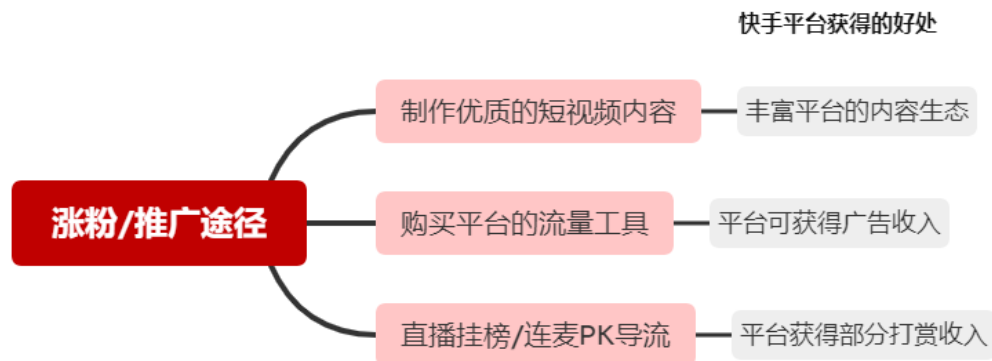 快手平台获得的好处
制作优质的短视频内容
丰富平台的内容生态
涨粉/推广途径
购买平台的流量工具
平台可获得广告收入
直播挂榜/连麦PK导流
平台获得部分打赏收入